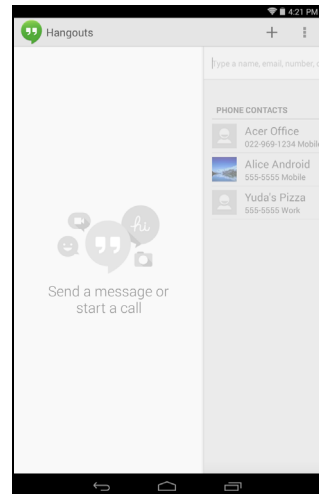 4:21 PM
Hangouts
Type a name, email, number,
PHONE CONTACTS
Acer Office
022-969-1234 Mobile
Alice Android
555-5555 Mobile
Yuda's Pizza
555-5555 Work
hi
Send a message or
start a call